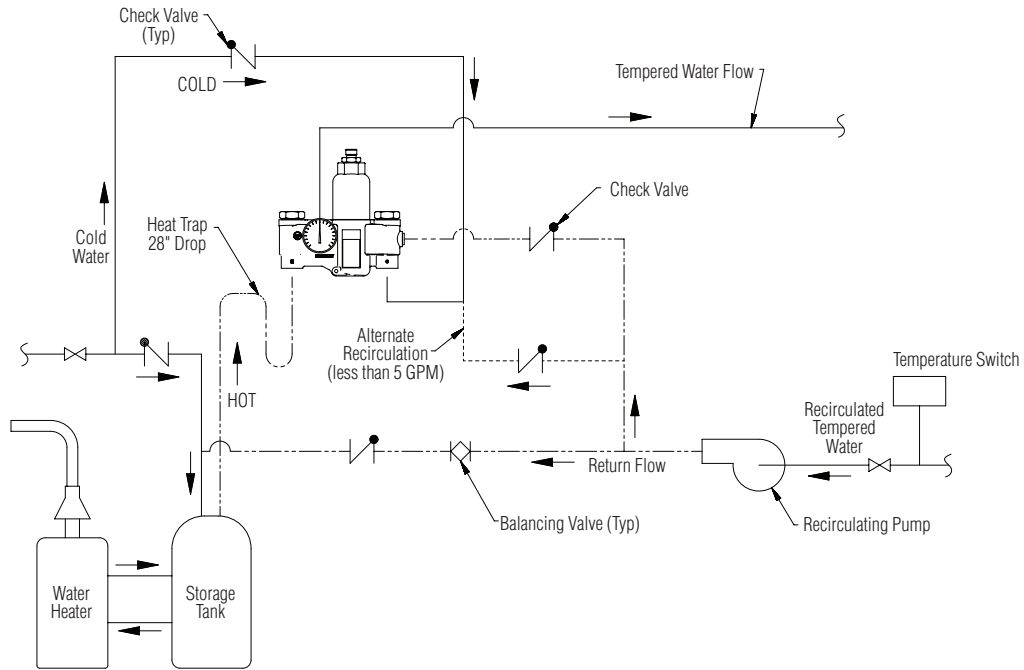 Check Valve
(Typ)
COLD
Tempered Water Flow
Check Valve
Heat Trap
28" Drop
Cold
Water
Alternate
Recirculation
(less than 5 GPM)
HOT
Temperature Switch
Recirculated
Tempered
Water
Return Flow
Balancing Valve (Typ)
Recirculating Pump
Water
Heater
Storage
Tank